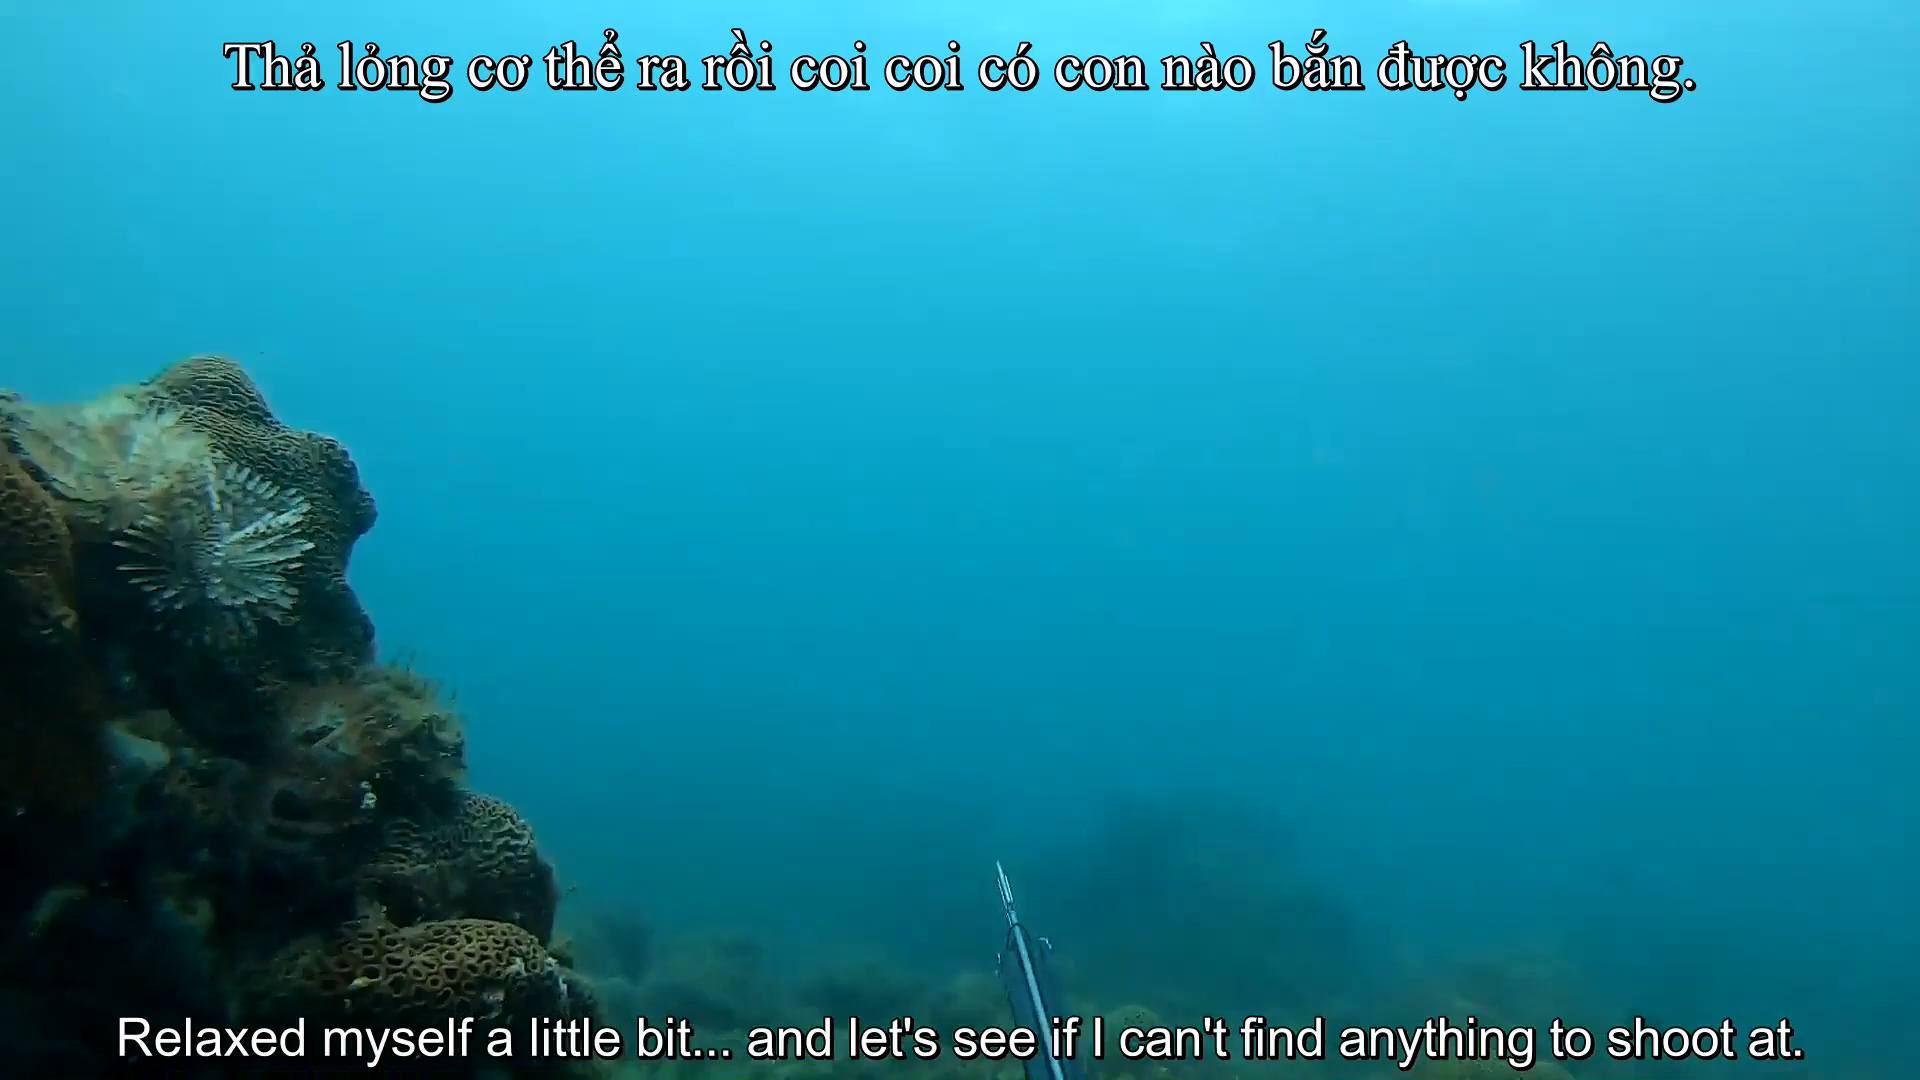 Thả lỏng cơ thể ra rồi coi coi có con nào bắn được không.
Relaxed myself a little bit... and let's see if I can't find anything to shoot at.